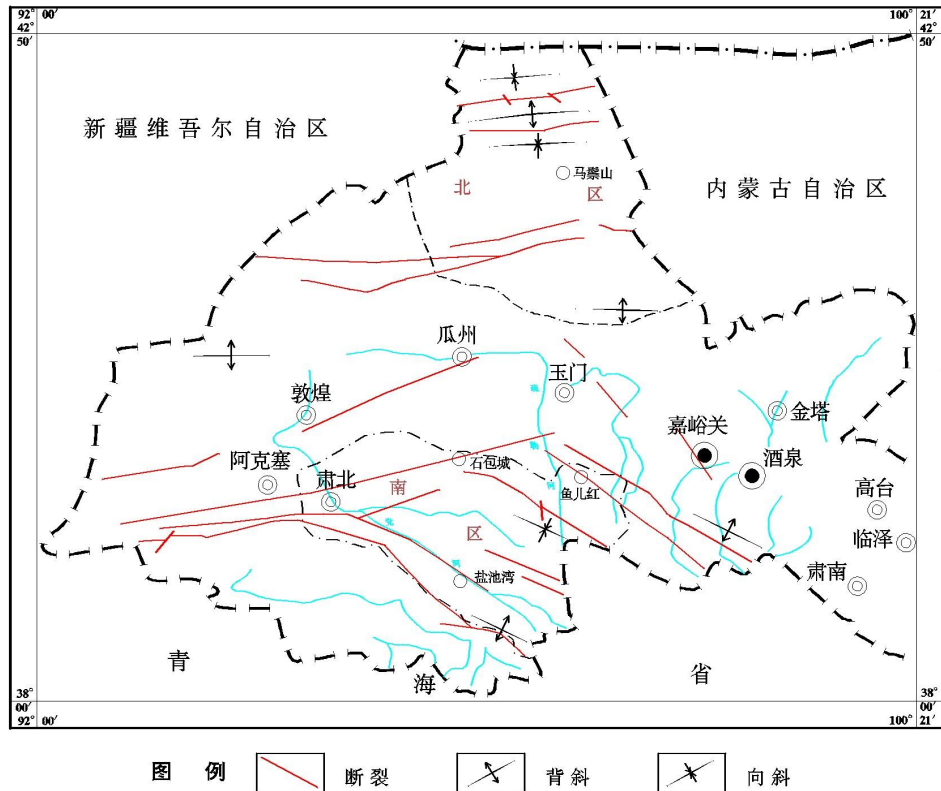 92° 00′ 100° 21′
42° 50′ 42° 50′
新疆维吾尔自治区
马鬃山
北 区
内蒙古自治区
瓜州
玉门
敦煌
金塔
嘉峪关
石包城
酒泉
阿克塞
肃北
南
鱼儿红
高台
区
临泽
盐池湾
肃南
青 海 省
38° 00′ 38° 00′
92° 00′ 100° 21′
图 例 断裂 背斜 向斜